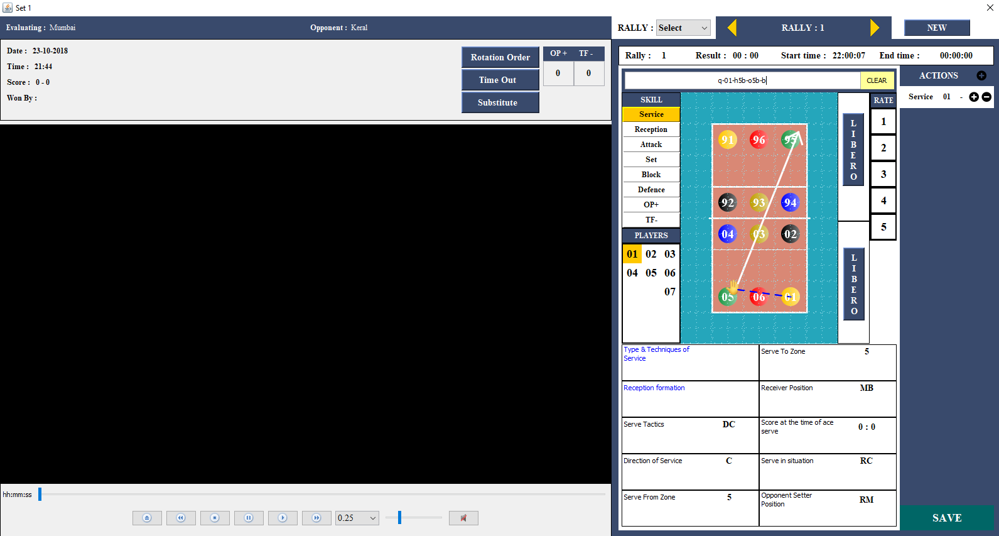 Set 1
Evaluating : Mumbai
Opponent : Keral
RALLY : Select
RALLY : 1
NEW
Date : 23-10-2018
Time : 21:44
Score : 0 - 0
Won By :
Rotation Order
Time Out
Substitute
OP + TF -
0 0
Rally : 1 Result : 00 : 00 Start time : 22:00:07 End time : 00:00:00
q-01-h5b-o5b-b
CLEAR
ACTIONS
Service 01 -
SKILL
Service
Reception
Attack
Set
Block
Defence
OP+
TF-
PLAYERS
01 02 03
04 05 06
07
91 96 95
92 93 94
04 03 02
05 06 01
LIBERO
LIBERO
RATE
1
2
3
4
5
Type & Techniques of
Service
Serve To Zone 5
Reception formation
Receiver Position MB
Serve Tactics DC
Score at the time of ace
serve
0 : 0
Direction of Service C
Serve in situation RC
Serve From Zone 5
Opponent Setter
Position
RM
hh:mm:ss
0.25
SAVE